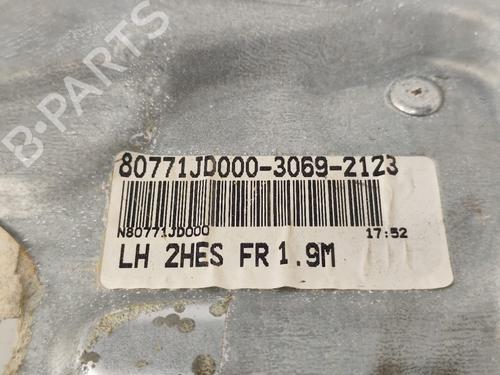 B-PARTS
80771JD000-3069-2123
N80771JD000
17:52
LH 2HES FR 1.9M